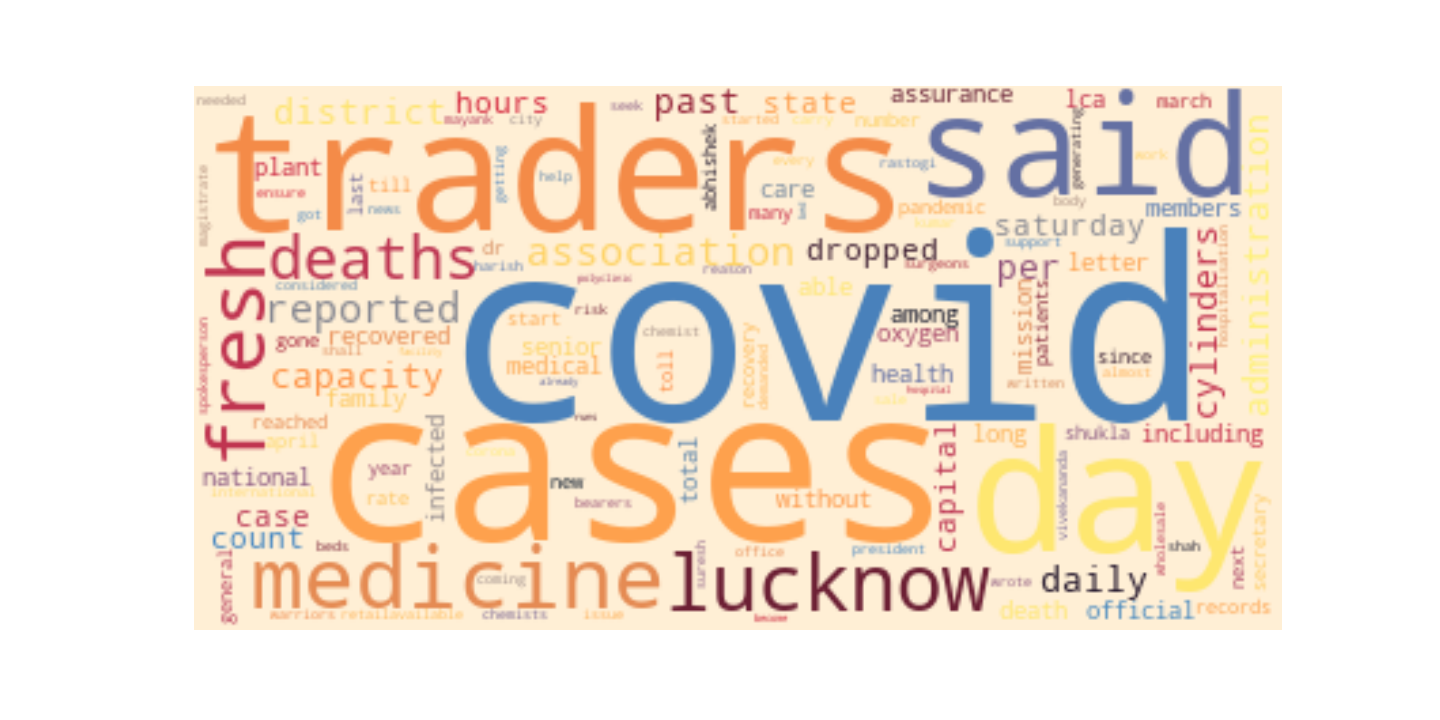 needed
district
hours
mayank
city
seek
past
state
started
carry
number
assurance
lca
march
generating
said
traders
magistrate
plant
ensure
last
till
got
news
getting
help
abhishek
every
care
many
rastogi
pandemic
work
body
members
administration
saturday
support
fresh
deaths
dr
harish
association
reason
dropped
surgeons
per
letter
cylinders
hospitalisation
considered
reported
polyclinic
able
covid
risk
start
chemist
among
oxygen
mission
patients
since
almost
spokesperson
gone
recovered
shall
facility
senior
medical
toll
recovery
demanded
health
hospital
written
capacity
family
already
sale
reached
april
infected
cases
corona
total
capital
long
shukla
including
day
national
international
year
rate
new
bearers
without
vivekananda
secretary
case
count
beds
general
medicine
coming
suresh
office
president
lucknow
wrote
daily
wholesale
shah
next
warriors
retailavailable
chemists
issue
death
official
records